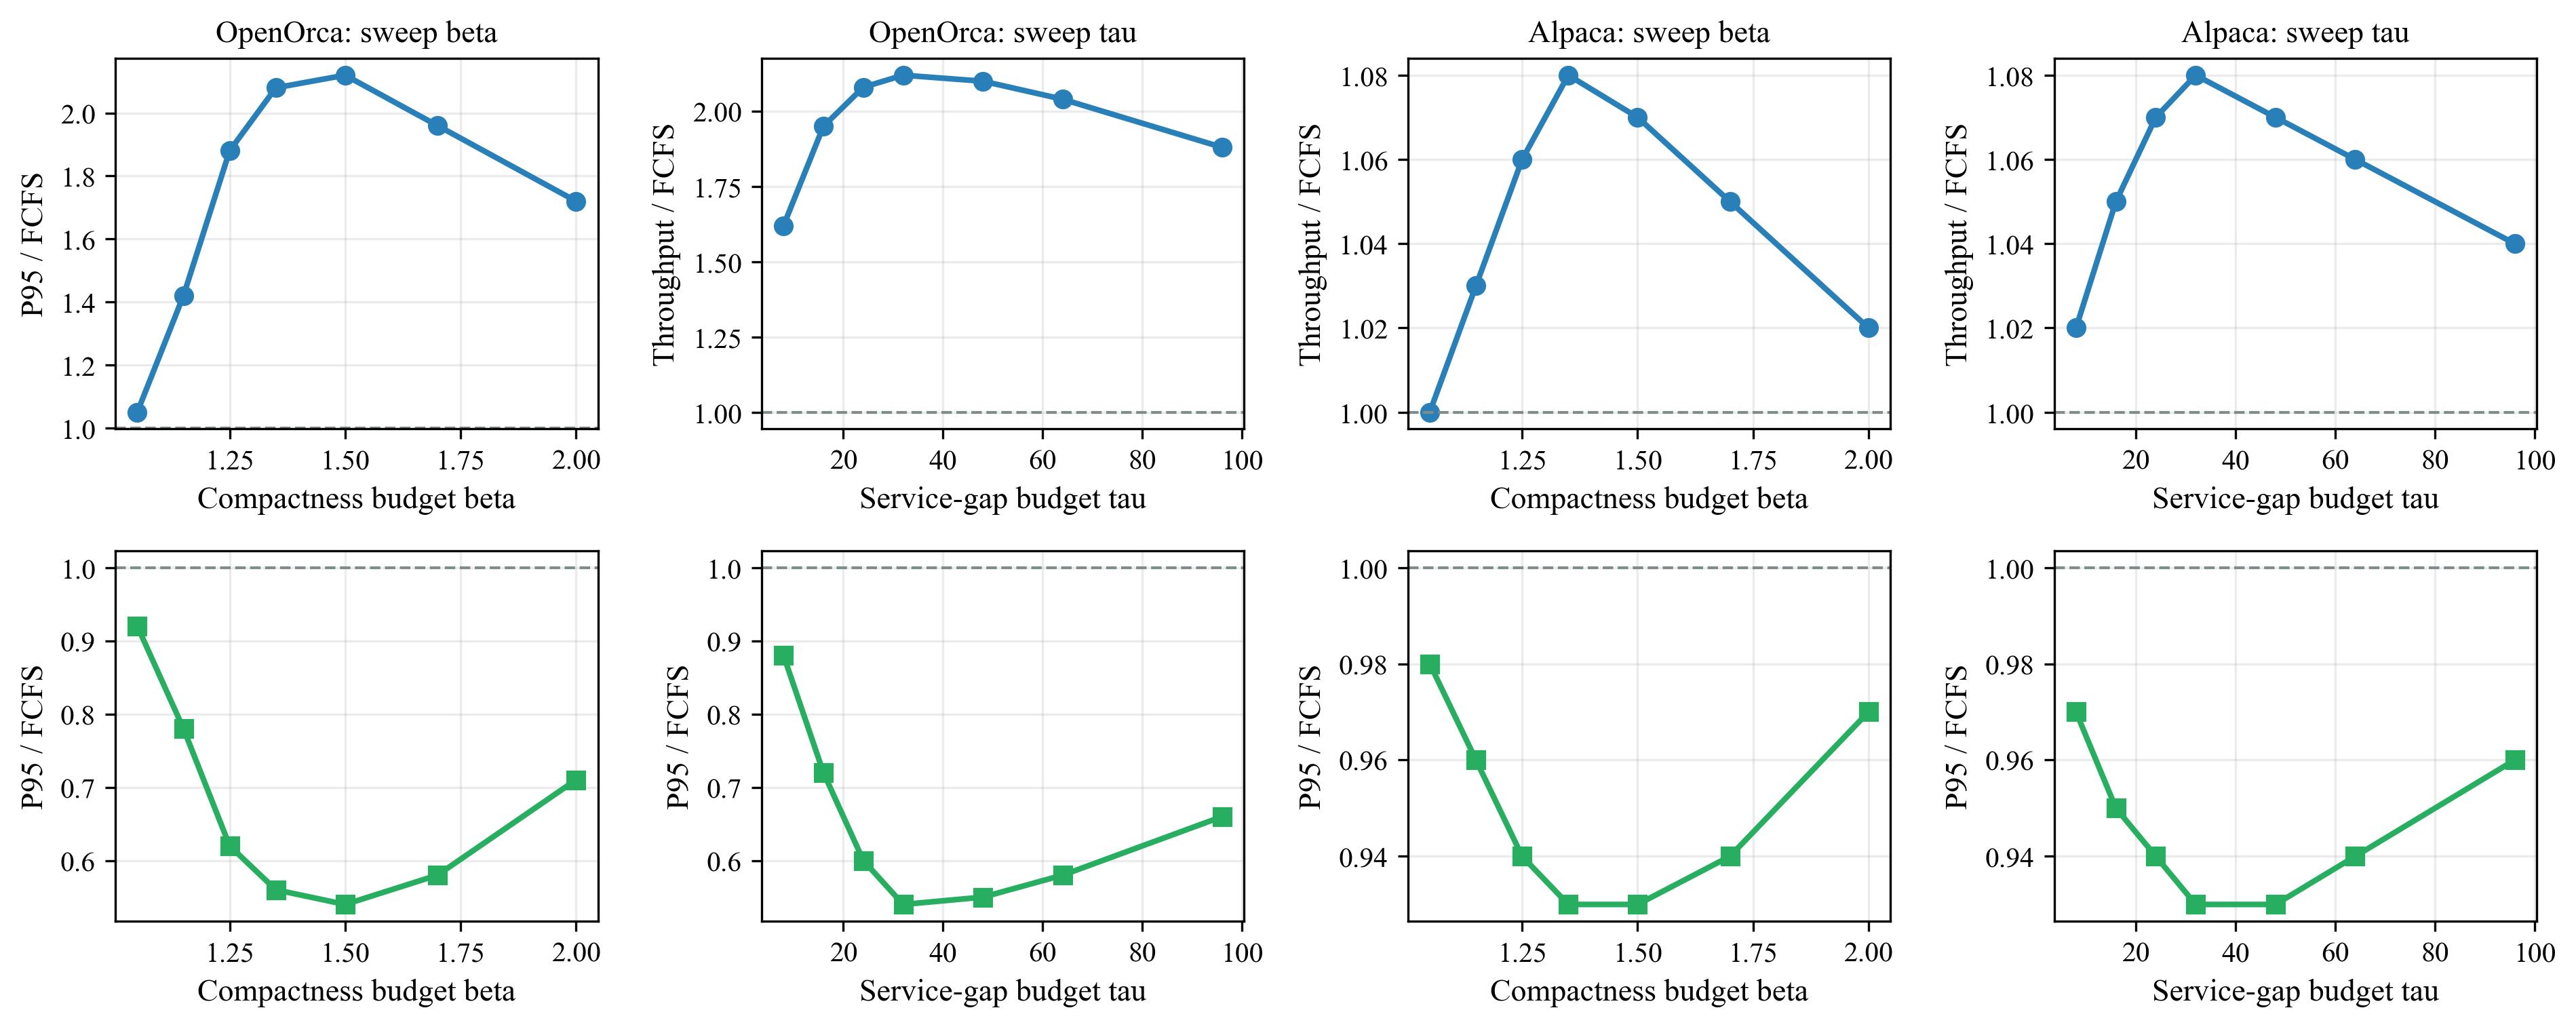 OpenOrca: sweep beta
P95 / FCFS
2.0
1.8
1.6
1.4
1.2
1.0
1.25 1.50 1.75 2.00
Compactness budget beta
OpenOrca: sweep tau
Throughput / FCFS
2.00
1.75
1.50
1.25
1.00
20 40 60 80 100
Service-gap budget tau
Alpaca: sweep beta
Throughput / FCFS
1.08
1.06
1.04
1.02
1.00
1.25 1.50 1.75 2.00
Compactness budget beta
Alpaca: sweep tau
Throughput / FCFS
1.08
1.06
1.04
1.02
1.00
20 40 60 80 100
Service-gap budget tau
P95 / FCFS
1.0
0.9
0.8
0.7
0.6
1.25 1.50 1.75 2.00
Compactness budget beta
P95 / FCFS
1.0
0.9
0.8
0.7
0.6
20 40 60 80 100
Service-gap budget tau
P95 / FCFS
1.00
0.98
0.96
0.94
1.25 1.50 1.75 2.00
Compactness budget beta
P95 / FCFS
1.00
0.98
0.96
0.94
20 40 60 80 100
Service-gap budget tau